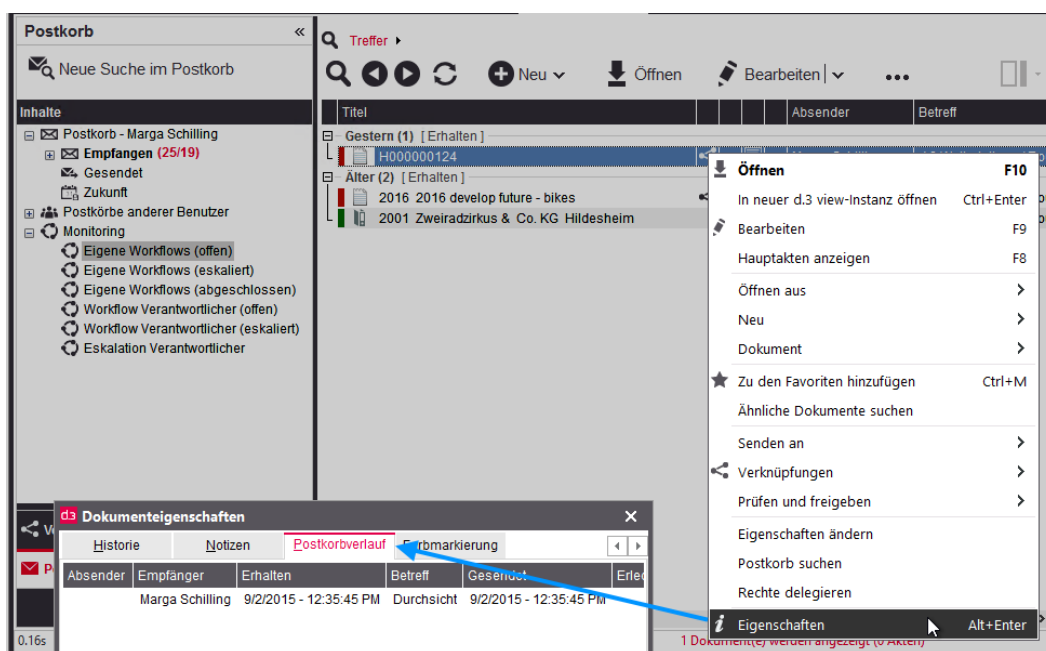 Postkorb «
Neue Suche im Postkorb
Inhalte
Postkorb - Marga Schilling
Empfangen (25/19)
Gesendet
Zukunft
Postkörbe anderer Benutzer
Monitoring
Eigene Workflows (offen)
Eigene Workflows (eskaliert)
Eigene Workflows (abgeschlossen)
Workflow Verantwortlicher (offen)
Workflow Verantwortlicher (eskaliert)
Eskalation Verantwortlicher
Treffer
Neu Öffnen Bearbeiten
Titel Absender Betreff
Gestern (1) [Erhalten]
H000000124
Älter (2) [Erhalten]
2016 2016 develop future - bikes
2001 Zweiradzirkus & Co. KG Hildesheim
Öffnen F10
In neuer d.3 view-Instanz öffnen Ctrl+Enter
Bearbeiten F9
Hauptakten anzeigen F8
Öffnen aus
Neu
Dokument
Zu den Favoriten hinzufügen Ctrl+M
Ähnliche Dokumente suchen
Senden an
Verknüpfungen
Prüfen und freigeben
Eigenschaften ändern
Postkorb suchen
Rechte delegieren
Eigenschaften Alt+Enter
d3 Dokumenteigenschaften
Historie Notizen Postkorbverlauf Farbmarkierung
Absender Empfänger Erhalten Betreff Gesendet Erled
Marga Schilling 9/2/2015 - 12:35:45 PM Durchsicht 9/2/2015 - 12:35:45 PM
0.16s
1 Dokument(e) werden angezeigt (0 Akten)